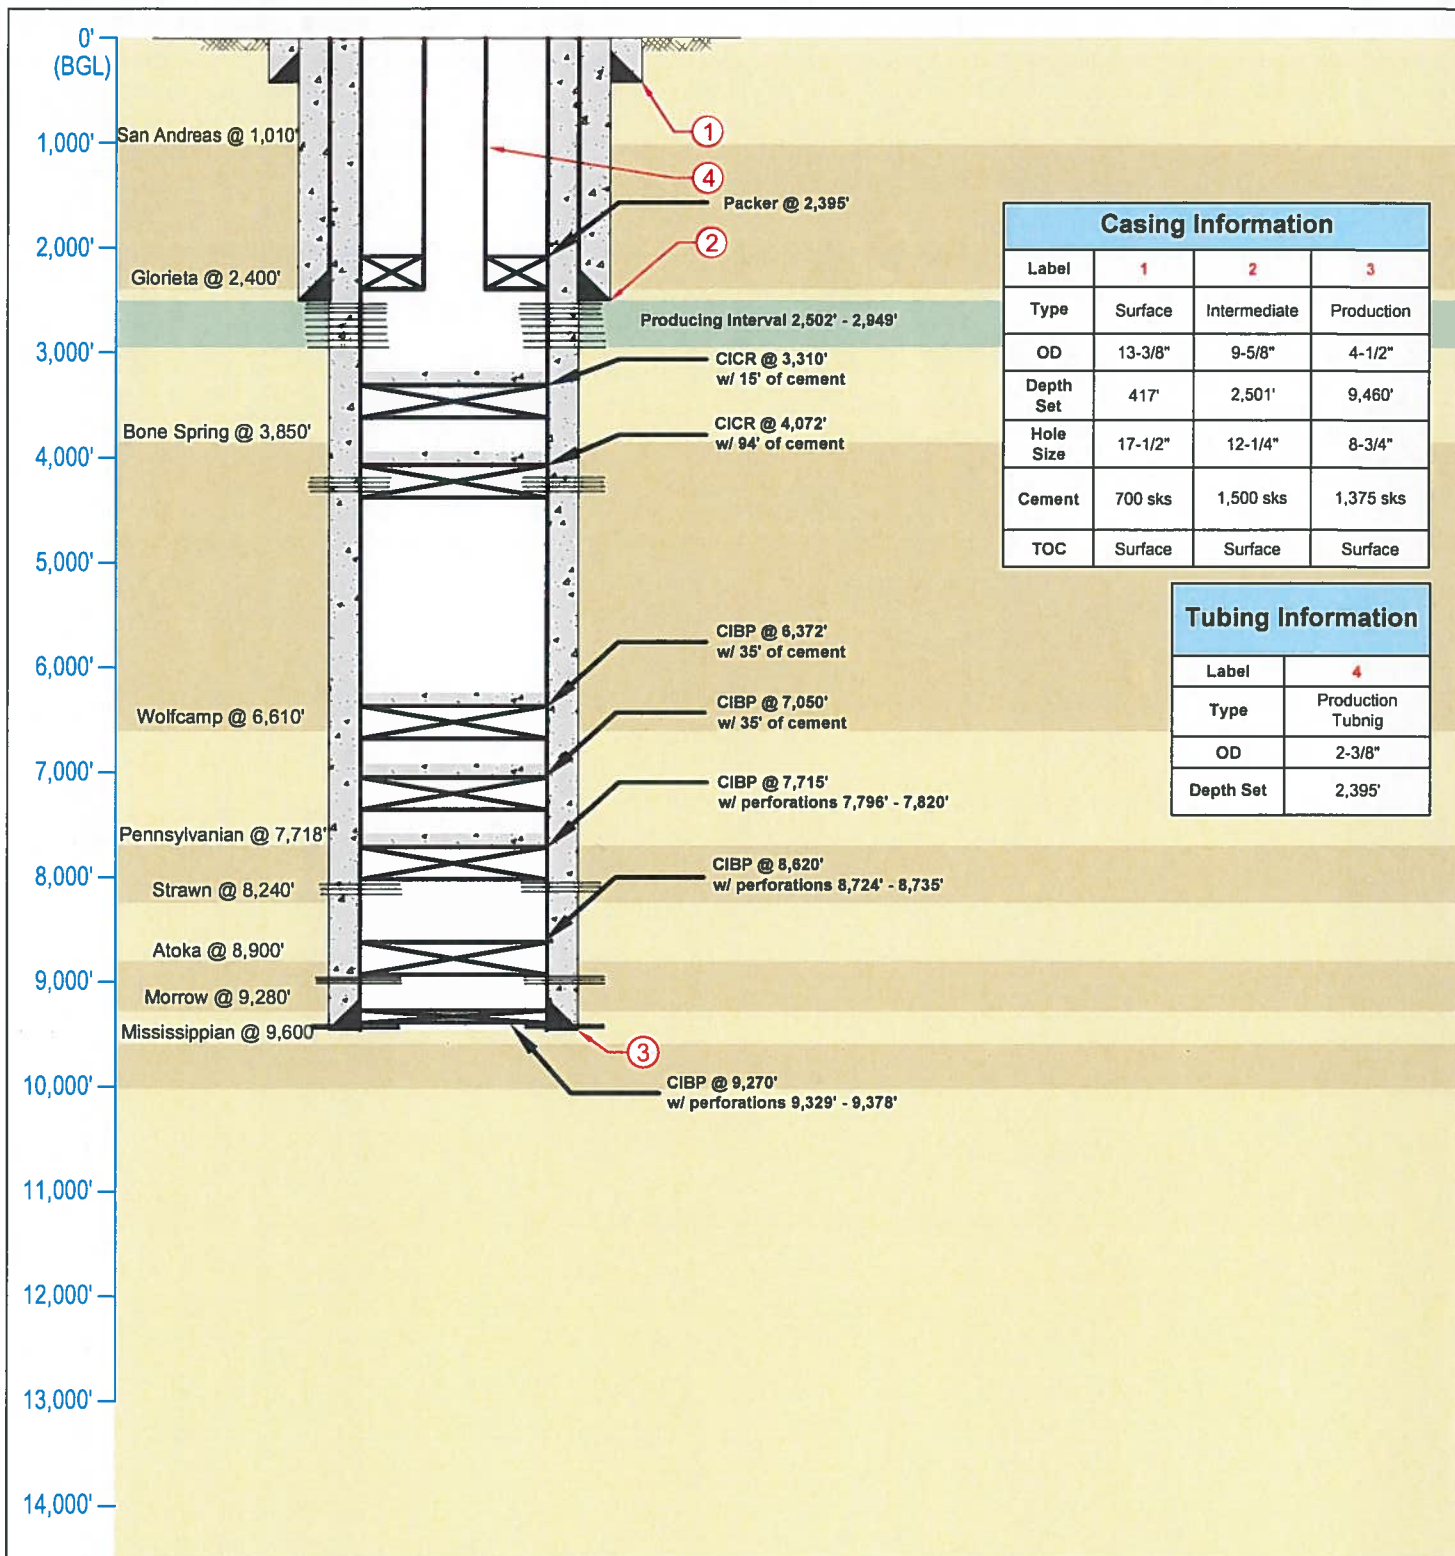 0'
(BGL)
1,000'
2,000'
3,000'
4,000'
5,000'
6,000'
7,000'
8,000'
9,000'
10,000'
11,000'
12,000'
13,000'
14,000'
San Andreas @ 1,010'
Glorieta @ 2,400'
Bone Spring @ 3,850'
Wolfcamp @ 6,610'
Pennsylvanian @ 7,718'
Strawn @ 8,240'
Atoka @ 8,900'
Morrow @ 9,280'
Mississippian @ 9,600'
1
4
Packer @ 2,395'
2
Producing Interval 2,502' - 2,949'
CICR @ 3,310'
w/ 15' of cement
CICR @ 4,072'
w/ 94' of cement
CIBP @ 6,372'
w/ 35' of cement
CIBP @ 7,050'
w/ 35' of cement
CIBP @ 7,715'
w/ perforations 7,796' - 7,820'
CIBP @ 8,620'
w/ perforations 8,724' - 8,735'
3
CIBP @ 9,270'
w/ perforations 9,329' - 9,378'
Casing Information
Label 1 2 3
Type Surface Intermediate Production
OD 13-3/8" 9-5/8" 4-1/2"
Depth Set 417' 2,501' 9,460'
Hole Size 17-1/2" 12-1/4" 8-3/4"
Cement 700 sks 1,500 sks 1,375 sks
TOC Surface Surface Surface
Tubing Information
Label 4
Type Production Tubnig
OD 2-3/8"
Depth Set 2,395'